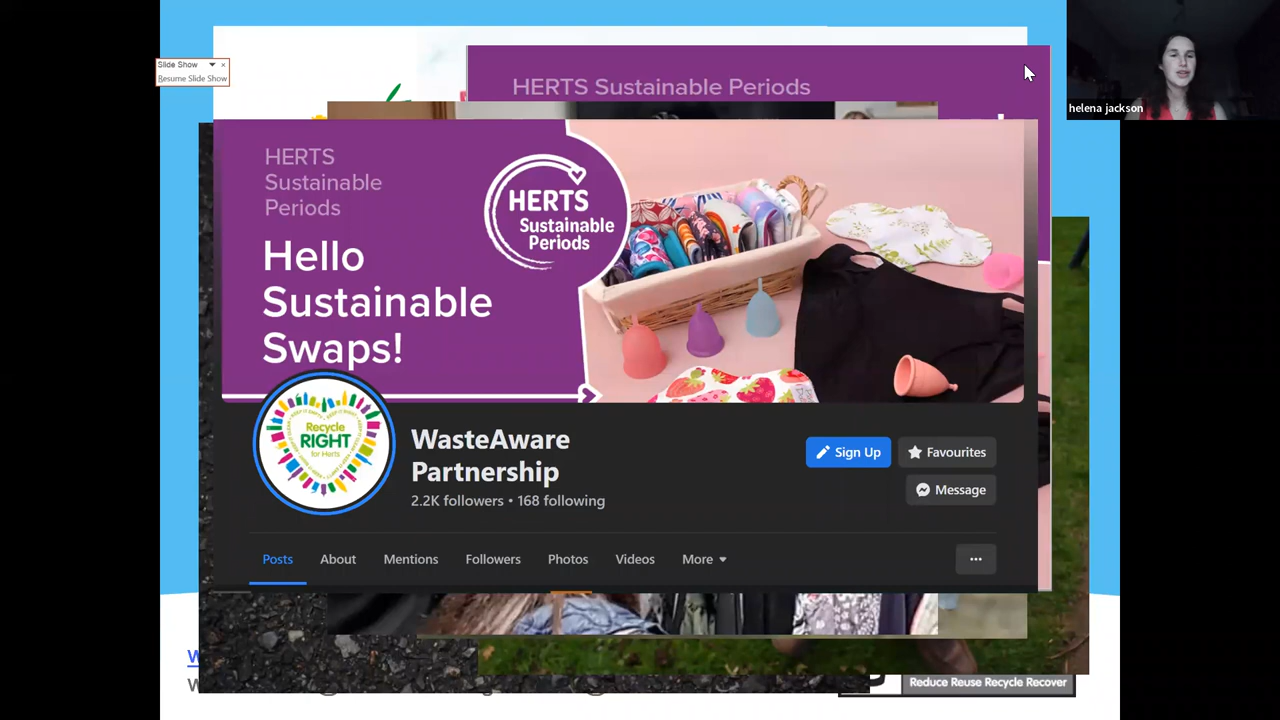 Slide Show
Resume Slide Show
HERTS Sustainable Periods
helena jackson
HERTS
Sustainable
Periods
Hello
Sustainable
Swaps!
HERTS
Sustainable
Periods
Recycle
RIGHT
for Herts
WasteAware
Partnership
2.2K followers • 168 following
Sign Up
Favourites
Message
Posts
About
Mentions
Followers
Photos
Videos
More
Reduce Reuse Recycle Recover